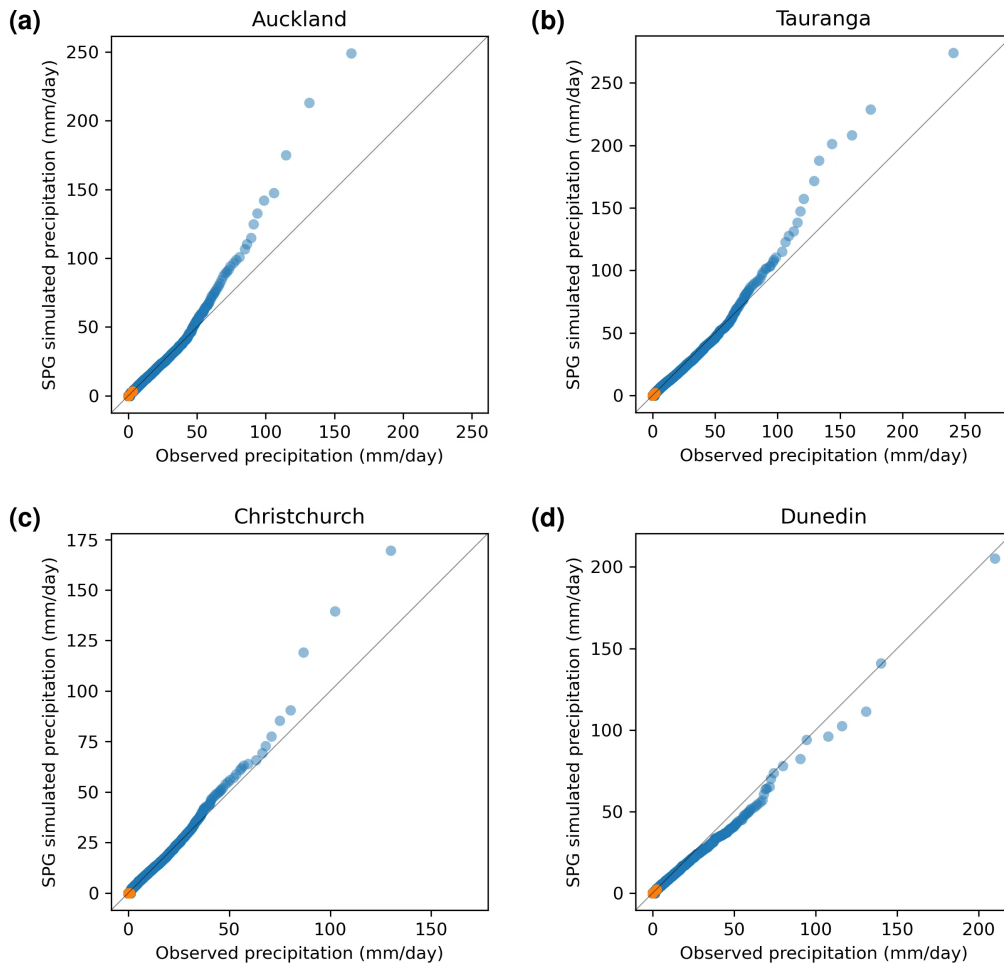 (a)
Auckland
SPG simulated precipitation (mm/day)
250
200
150
100
50
0
0 50 100 150 200 250
Observed precipitation (mm/day)
(b)
Tauranga
SPG simulated precipitation (mm/day)
250
200
150
100
50
0
0 50 100 150 200 250
Observed precipitation (mm/day)
(c)
Christchurch
SPG simulated precipitation (mm/day)
175
150
125
100
75
50
25
0
0 50 100 150
Observed precipitation (mm/day)
(d)
Dunedin
SPG simulated precipitation (mm/day)
200
150
100
50
0
0 50 100 150 200
Observed precipitation (mm/day)